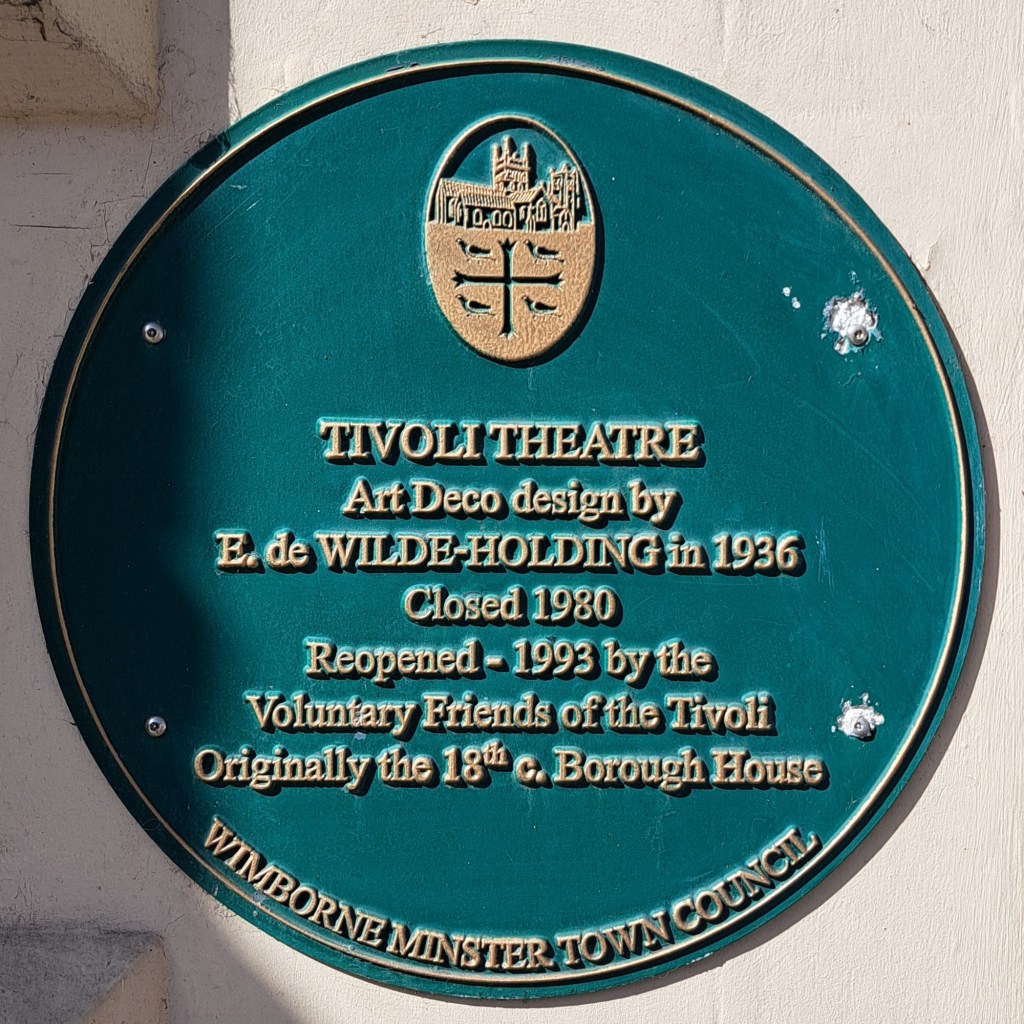 TIVOLI THEATRE
Art Deco design by
E. de WILDE-HOLDING in 1936
Closed 1980
Reopened - 1993 by the
Voluntary Friends of the Tivoli
Originally the 18th c. Borough House
WIMBORNE MINSTER TOWN COUNCIL